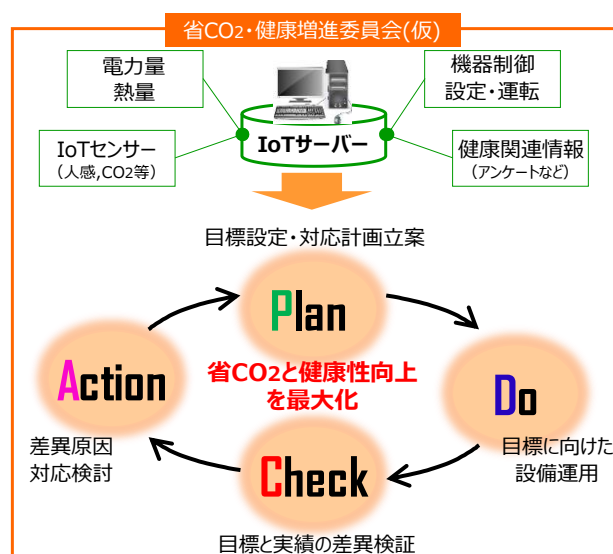 省CO2・健康増進委員会(仮)
電力量
熱量
機器制御
設定・運転
IoTサーバー
IoTセンサー
（人感,CO2等）
健康関連情報
（アンケートなど）
目標設定・対応計画立案
Plan
Action
省CO2と健康性向上
を最大化
Do
差異原因
対応検討
目標に向けた
設備運用
Check
目標と実績の差異検証